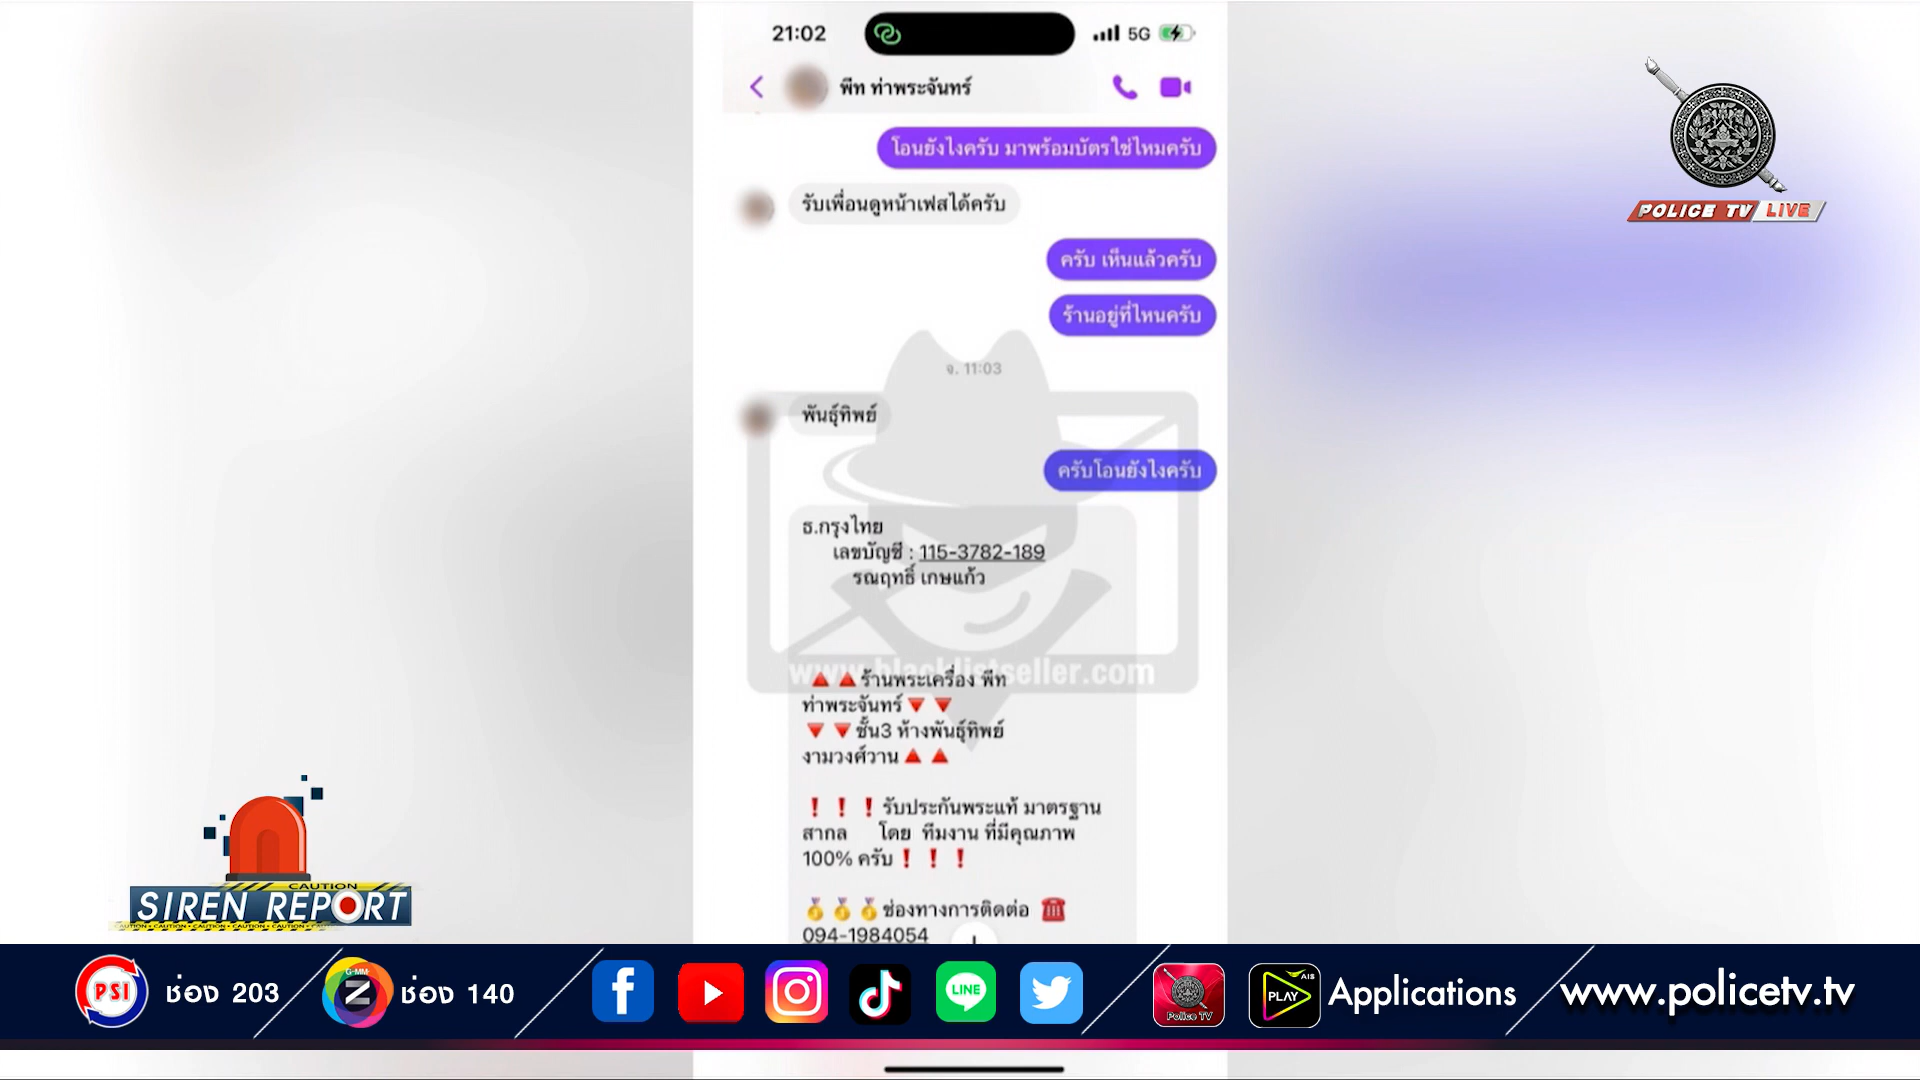 21:02
5G
พีท ท่าพระจันทร์
โอนยังไงครับ มาพร้อมบัตรใช่ไหมครับ
รับเพื่อนดูหน้าเฟสได้ครับ
ครับ เห็นแล้วครับ
ร้านอยู่ที่ไหนครับ
จ. 11:03
พันธุ์ทิพย์
ครับโอนยังไงครับ
ธ.กรุงไทย
เลขบัญชี : 115-3782-189
รณฤทธิ์ เกษแก้ว
www.blacklistseller.com
🔺🔺ร้านพระเครื่อง พีท
ท่าพระจันทร์🔻🔻
🔻🔻ชั้น3 ห้างพันธุ์ทิพย์
งามวงศ์วาน🔺🔺
❗❗❗รับประกันพระแท้ มาตรฐาน
สากล โดย ทีมงาน ที่มีคุณภาพ
100% ครับ❗❗❗
🥇🥇🥇ช่องทางการติดต่อ ☎️
094-1984054
POLICE TV LIVE
CAUTION
SIREN REPORT
CAUTION • CAUTION • CAUTION • CAUTION • CAUTION
PSI ช่อง 203
G-MM Z ช่อง 140
LINE
Police TV
AIS PLAY
Applications
www.policetv.tv